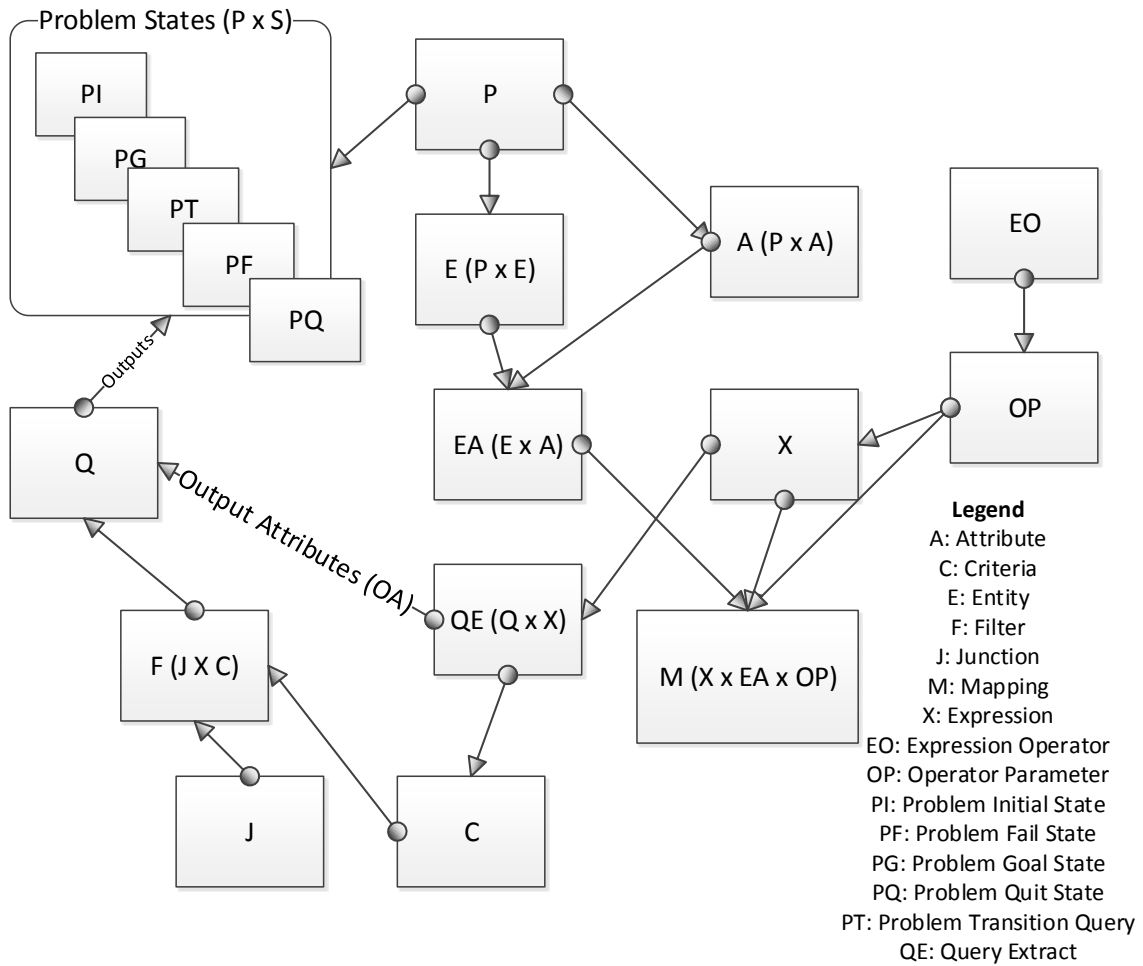 Problem States (P x S)
PI
PG
PT
PF
PQ
P
E (P x E)
A (P x A)
EO
OP
Outputs
Q
EA (E x A)
X
Output Attributes (OA)
QE (Q x X)
F (J X C)
M (X x EA x OP)
J
C
Legend
A: Attribute
C: Criteria
E: Entity
F: Filter
J: Junction
M: Mapping
X: Expression
EO: Expression Operator
OP: Operator Parameter
PI: Problem Initial State
PF: Problem Fail State
PG: Problem Goal State
PQ: Problem Quit State
PT: Problem Transition Query
QE: Query Extract